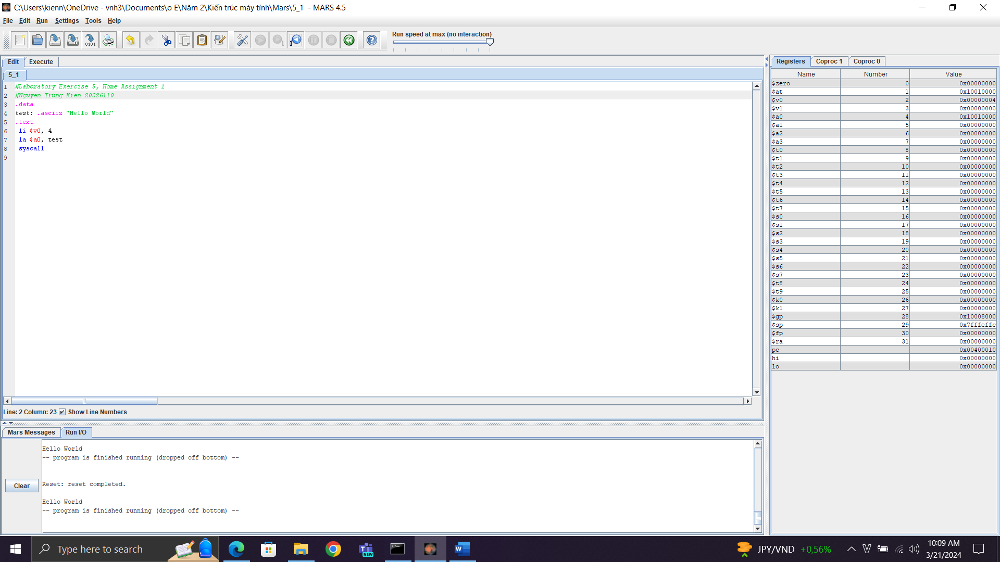 C:\Users\kienn\OneDrive - vnh3\Documents\o E\Năm 2\Kiến trúc máy tính\Mars\5_1 - MARS 4.5
File Edit Run Settings Tools Help
Run speed at max (no interaction)
Edit Execute
5_1
1 #Laboratory Exercise 5, Home Assignment 1
2 #Nguyen Trung Kien 20226110
3 .data
4 test: .asciiz "Hello World"
5 .text
6 li $v0, 4
7 la $a0, test
8 syscall
9
Line: 2 Column: 23 Show Line Numbers
Mars Messages Run I/O
Clear
Hello World
-- program is finished running (dropped off bottom) --
Reset: reset completed.
Hello World
-- program is finished running (dropped off bottom) --
Registers Coproc 1 Coproc 0
Name Number Value
$zero 0 0x00000000
$at 1 0x10010000
$v0 2 0x00000004
$v1 3 0x00000000
$a0 4 0x10010000
$a1 5 0x00000000
$a2 6 0x00000000
$a3 7 0x00000000
$t0 8 0x00000000
$t1 9 0x00000000
$t2 10 0x00000000
$t3 11 0x00000000
$t4 12 0x00000000
$t5 13 0x00000000
$t6 14 0x00000000
$t7 15 0x00000000
$s0 16 0x00000000
$s1 17 0x00000000
$s2 18 0x00000000
$s3 19 0x00000000
$s4 20 0x00000000
$s5 21 0x00000000
$s6 22 0x00000000
$s7 23 0x00000000
$t8 24 0x00000000
$t9 25 0x00000000
$k0 26 0x00000000
$k1 27 0x00000000
$gp 28 0x10008000
$sp 29 0x7fffeffc
$fp 30 0x00000000
$ra 31 0x00000000
pc 0x00400010
hi 0x00000000
lo 0x00000000
Type here to search
NEW
JPY/VND +0,56%
10:09 AM
3/21/2024